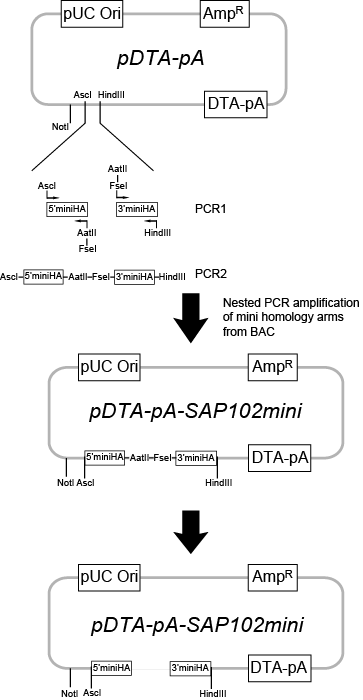 pUC Ori AmpR
pDTA-pA
DTA-pA
AscI HindIII
NotI
AatII
AscI FseI
5'miniHA 3'miniHA PCR1
AatII HindIII
FseI
AscI 5'miniHA AatII FseI 3'miniHA HindIII PCR2
Nested PCR amplification
of mini homology arms
from BAC
pUC Ori AmpR
pDTA-pA-SAP102mini
5'miniHA AatII FseI 3'miniHA DTA-pA
NotI AscI HindIII
pUC Ori AmpR
pDTA-pA-SAP102mini
5'miniHA 3'miniHA DTA-pA
NotI AscI HindIII